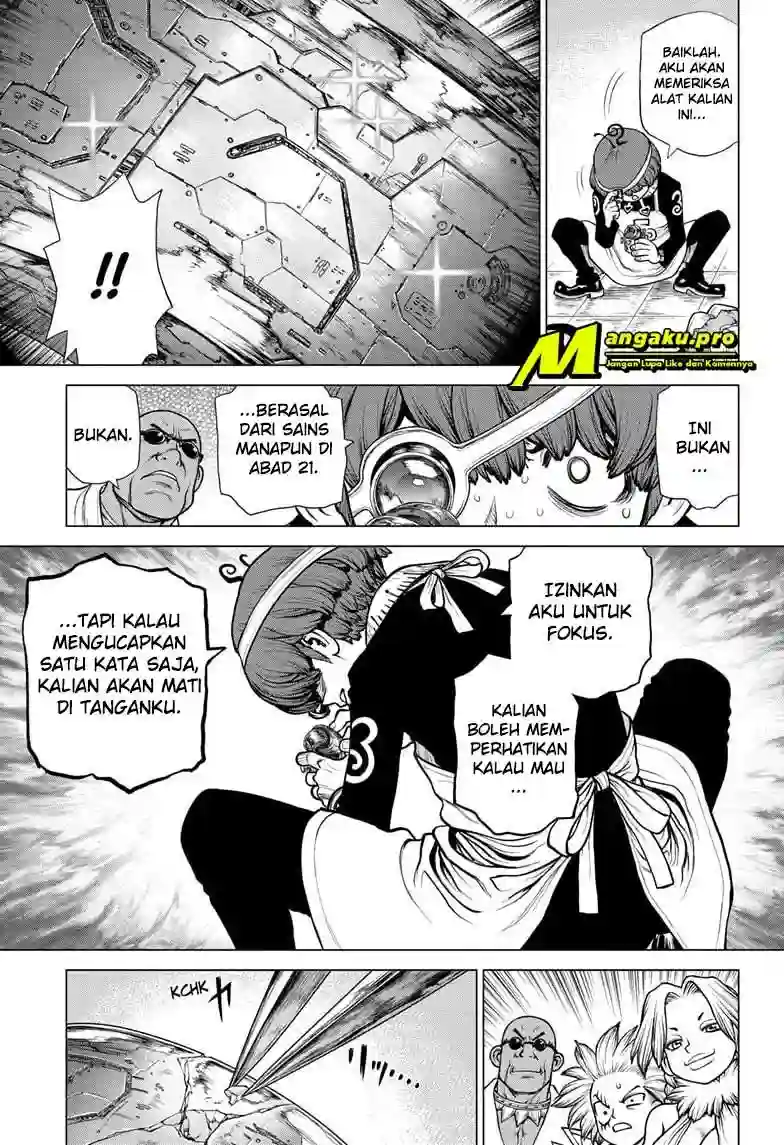 BAIKLAH.
AKU AKAN
MEMERIKSA
ALAT KALIAN
INI...
!!
Mangaku.pro
Jangan Lupa Like dan Komennya
INI
BUKAN
...
...BERASAL
DARI SAINS
MANAPUN DI
ABAD 21.
BUKAN.
IZINKAN
AKU UNTUK
FOKUS.
KALIAN
BOLEH MEM-
PERHATIKAN
KALAU MAU
...
...TAPI KALAU
MENGUCAPKAN
SATU KATA SAJA,
KALIAN AKAN MATI
DI TANGANKU.
3
KCHK
カ